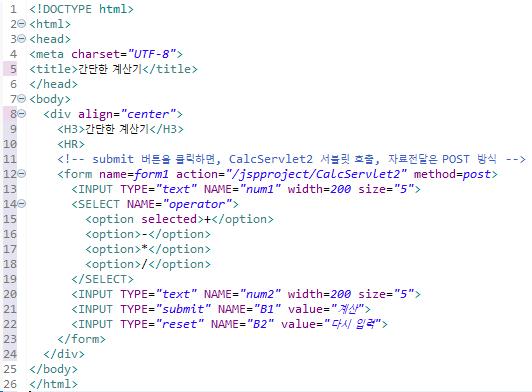 1 <!DOCTYPE html>
2 <html>
3 <head>
4 <meta charset="UTF-8">
5 <title>간단한 계산기</title>
6 </head>
7 <body>
8 <div align="center">
9 <H3>간단한 계산기</H3>
10 <HR>
11 <!-- submit 버튼을 클릭하면, CalcServlet2 서블릿 호출, 자료전달은 POST 방식 -->
12 <form name=form1 action="/jspproject/CalcServlet2" method=post>
13 <INPUT TYPE="text" NAME="num1" width=200 size="5">
14 <SELECT NAME="operator">
15 <option selected>+</option>
16 <option>-</option>
17 <option>*</option>
18 <option>/</option>
19 </SELECT>
20 <INPUT TYPE="text" NAME="num2" width=200 size="5">
21 <INPUT TYPE="submit" NAME="B1" value="계산">
22 <INPUT TYPE="reset" NAME="B2" value="다시 입력">
23 </form>
24 </div>
25 </body>
26 </html>